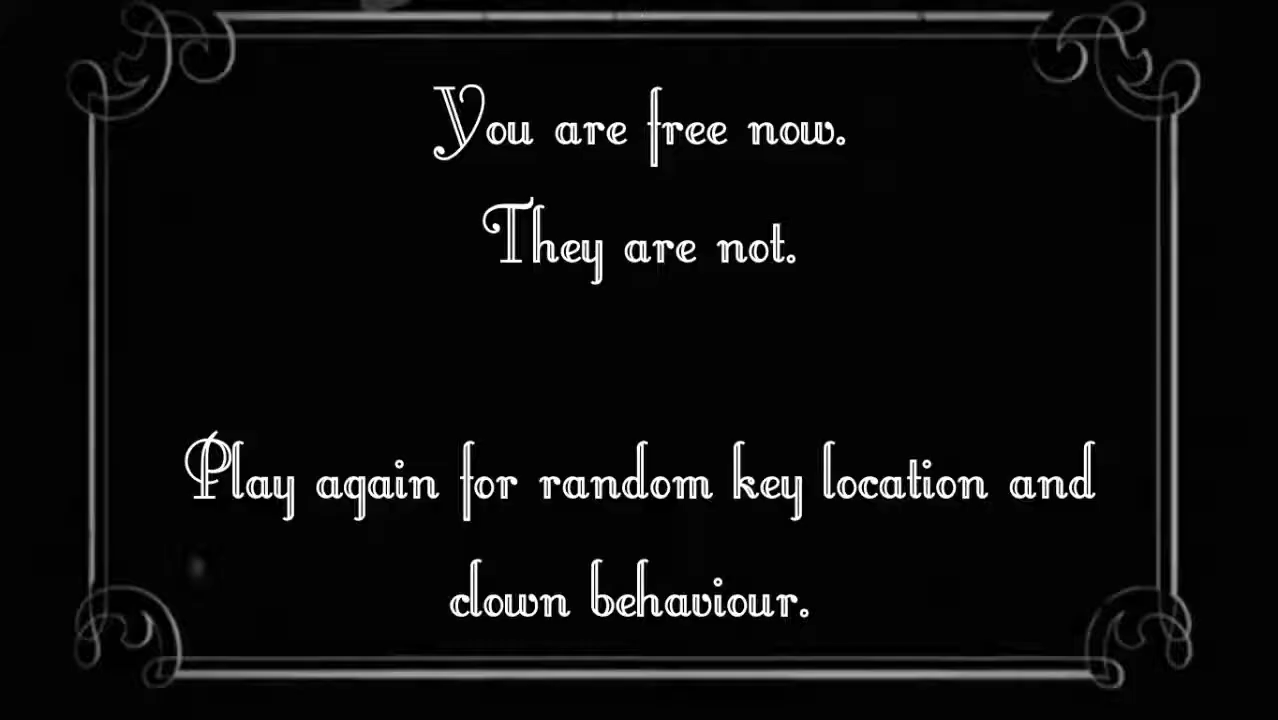 You are free now.
They are not.
Play again for random key location and
clown behaviour.